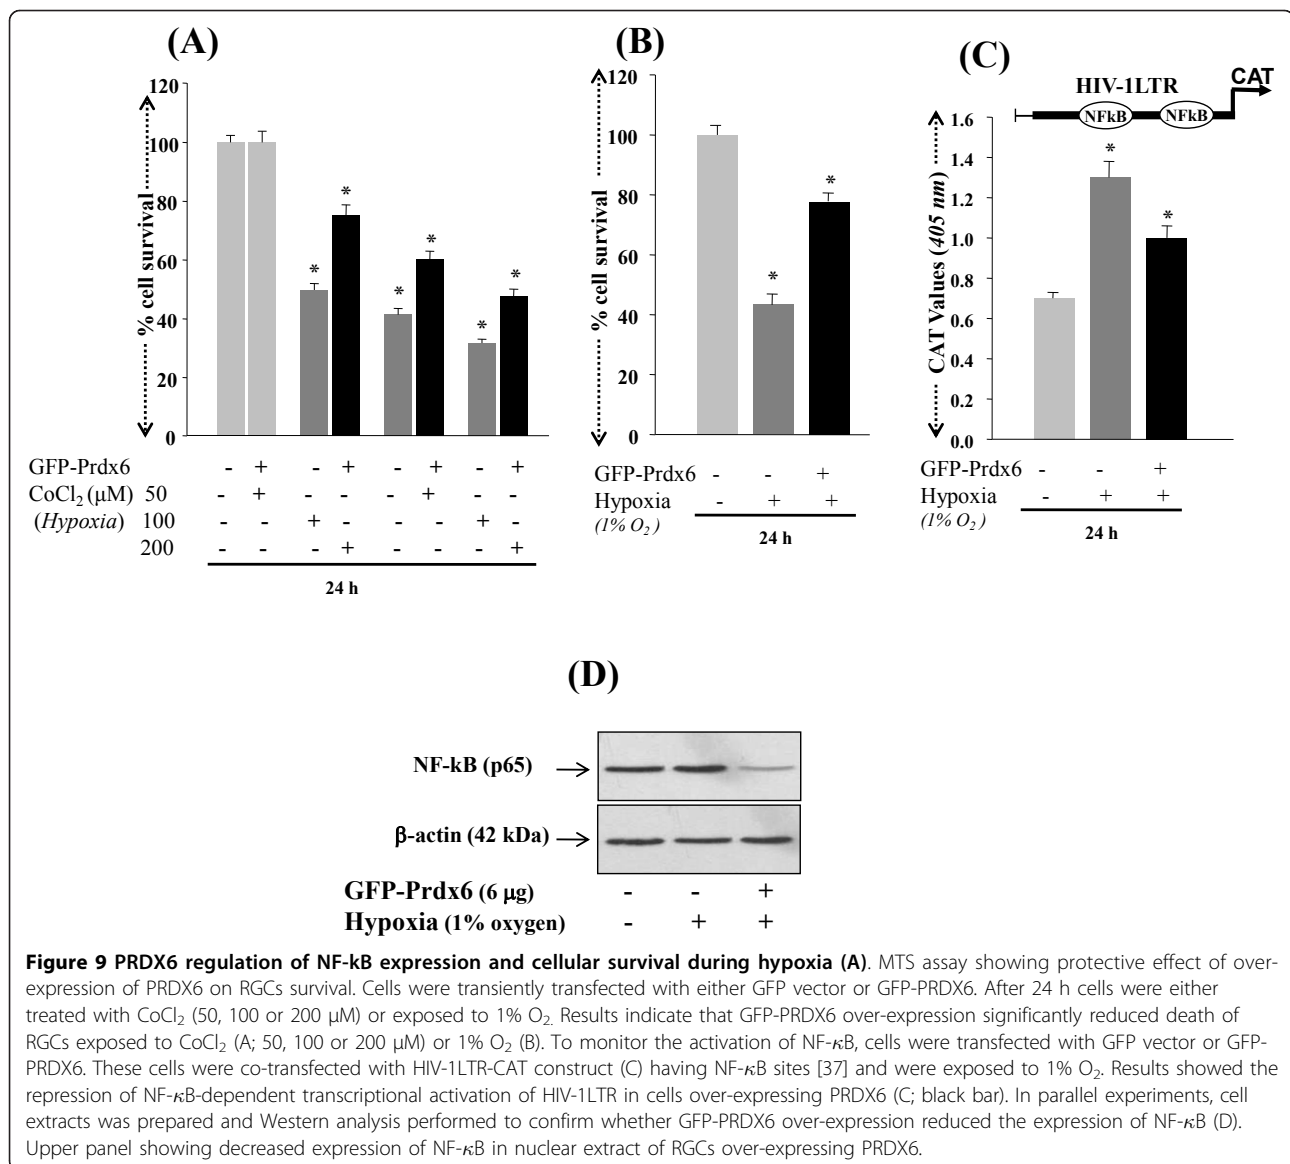 (A)
120
100
80
60
40
20
0
% cell survival
* * * * * *
GFP-Prdx6 - + - + - + - +
CoCl2 (μM) 50 - + - - - + - -
(Hypoxia) 100 - - + - - - + -
200 - - - + - - - +
24 h
(B)
120
100
80
60
40
20
0
% cell survival
* *
GFP-Prdx6 - - +
Hypoxia - + +
(1% O2 )
24 h
(C)
HIV-1LTR
CAT
NFkB NFkB
1.6
1.4
1.2
1.0
0.8
0.6
0.4
0.2
0.0
CAT Values (405 nm)
* *
GFP-Prdx6 - - +
Hypoxia - + +
(1% O2 )
24 h
(D)
NF-kB (p65)
β-actin (42 kDa)
GFP-Prdx6 (6 μg) - - +
Hypoxia (1% oxygen) - + +
Figure 9 PRDX6 regulation of NF-kB expression and cellular survival during hypoxia (A). MTS assay showing protective effect of over-
expression of PRDX6 on RGCs survival. Cells were transiently transfected with either GFP vector or GFP-PRDX6. After 24 h cells were either
treated with CoCl2 (50, 100 or 200 μM) or exposed to 1% O2. Results indicate that GFP-PRDX6 over-expression significantly reduced death of
RGCs exposed to CoCl2 (A; 50, 100 or 200 μM) or 1% O2 (B). To monitor the activation of NF-κB, cells were transfected with GFP vector or GFP-
PRDX6. These cells were co-transfected with HIV-1LTR-CAT construct (C) having NF-κB sites [37] and were exposed to 1% O2. Results showed the
repression of NF-κB-dependent transcriptional activation of HIV-1LTR in cells over-expressing PRDX6 (C; black bar). In parallel experiments, cell
extracts was prepared and Western analysis performed to confirm whether GFP-PRDX6 over-expression reduced the expression of NF-κB (D).
Upper panel showing decreased expression of NF-κB in nuclear extract of RGCs over-expressing PRDX6.